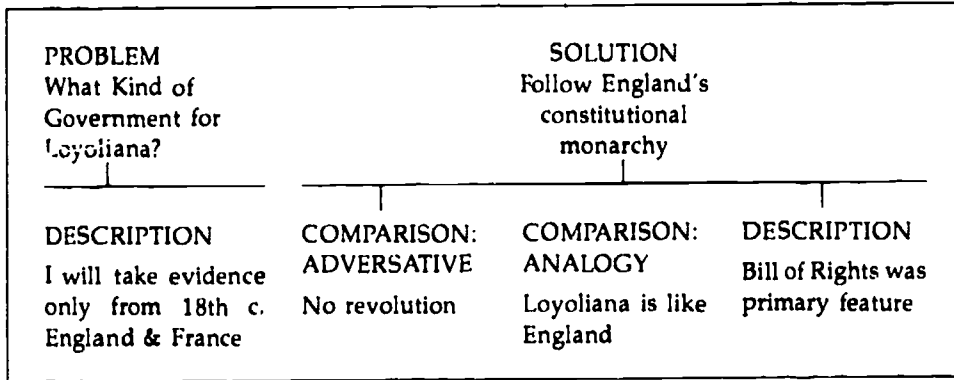 PROBLEM
What Kind of
Government for
Loyoliana?
SOLUTION
Follow England's
constitutional
monarchy
DESCRIPTION
I will take evidence
only from 18th c.
England & France
COMPARISON:
ADVERSATIVE
No revolution
COMPARISON:
ANALOGY
Loyoliana is like
England
DESCRIPTION
Bill of Rights was
primary feature